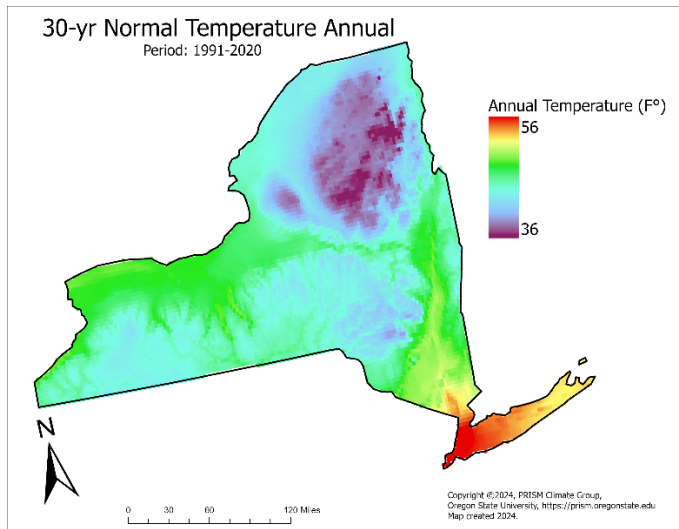 30-yr Normal Temperature Annual
Period: 1991-2020
Annual Temperature (F°)
56
36
N
0 30 60 120 Miles
Copyright ©2024, PRISM Climate Group,
Oregon State University, https://prism.oregonstate.edu
Map created 2024.